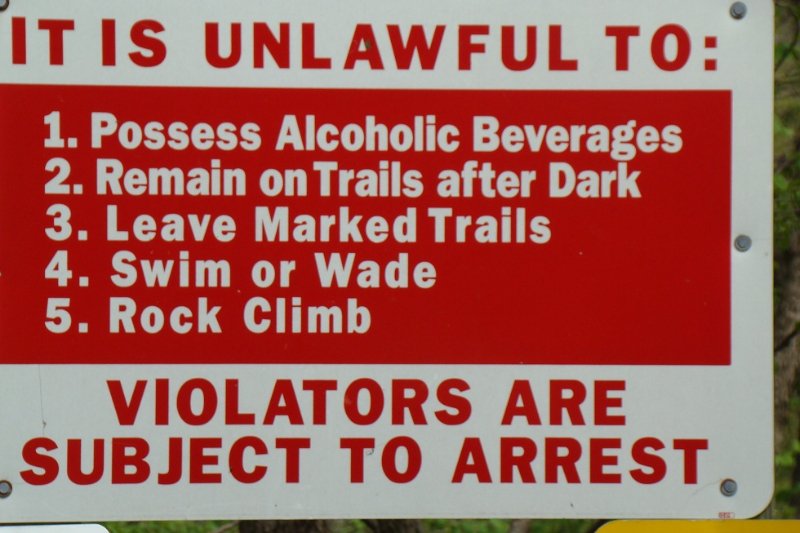 IT IS UNLAWFUL TO:
1. Possess Alcoholic Beverages
2. Remain on Trails after Dark
3. Leave Marked Trails
4. Swim or Wade
5. Rock Climb
VIOLATORS ARE
SUBJECT TO ARREST